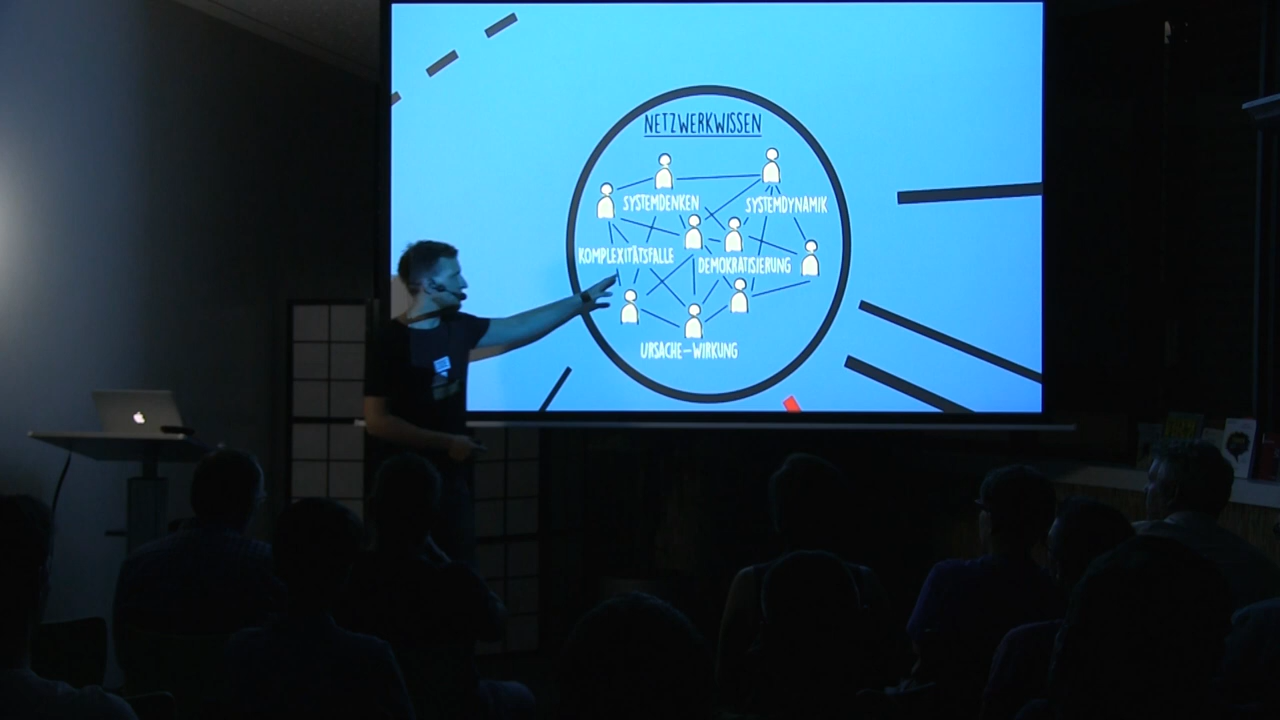 NETZWERKWISSEN
SYSTEMDENKEN
SYSTEMDYNAMIK
KOMPLEXITÄTSFALLE
DEMOKRATISIERUNG
URSACHE-WIRKUNG